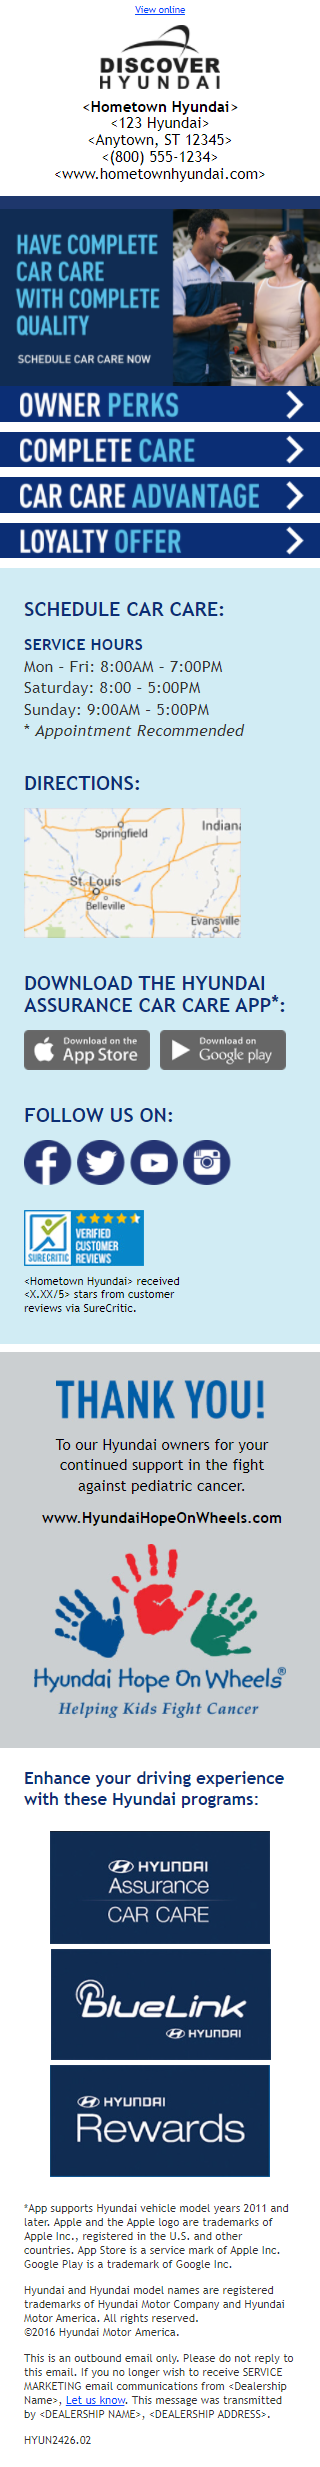 View online
DISCOVER
HYUNDAI
<Hometown Hyundai>
<123 Hyundai>
<Anytown, ST 12345>
<(800) 555-1234>
<www.hometownhyundai.com>
HAVE COMPLETE
CAR CARE
WITH COMPLETE
QUALITY
SCHEDULE CAR CARE NOW
OWNER PERKS
COMPLETE CARE
CAR CARE ADVANTAGE
LOYALTY OFFER
SCHEDULE CAR CARE:
SERVICE HOURS
Mon - Fri: 8:00AM - 7:00PM
Saturday: 8:00 - 5:00PM
Sunday: 9:00AM - 5:00PM
* Appointment Recommended
DIRECTIONS:
Springfield
Indiana
St. Louis
Belleville
Evansville
DOWNLOAD THE HYUNDAI
ASSURANCE CAR CARE APP*:
Download on the
App Store
Download on
Google play
FOLLOW US ON:
SURECRITIC
VERIFIED
CUSTOMER
REVIEWS
<Hometown Hyundai> received
<X.XX/5> stars from customer
reviews via SureCritic.
THANK YOU!
To our Hyundai owners for your
continued support in the fight
against pediatric cancer.
www.HyundaiHopeOnWheels.com
Hyundai Hope On Wheels®
Helping Kids Fight Cancer
Enhance your driving experience
with these Hyundai programs:
HYUNDAI
Assurance
CAR CARE
blueLink
HYUNDAI
HYUNDAI
Rewards
*App supports Hyundai vehicle model years 2011 and
later. Apple and the Apple logo are trademarks of
Apple Inc., registered in the U.S. and other
countries. App Store is a service mark of Apple Inc.
Google Play is a trademark of Google Inc.
Hyundai and Hyundai model names are registered
trademarks of Hyundai Motor Company and Hyundai
Motor America. All rights reserved.
©2016 Hyundai Motor America.
This is an outbound email only. Please do not reply to
this email. If you no longer wish to receive SERVICE
MARKETING email communications from <Dealership
Name>, Let us know. This message was transmitted
by <DEALERSHIP NAME>, <DEALERSHIP ADDRESS>.
HYUN2426.02